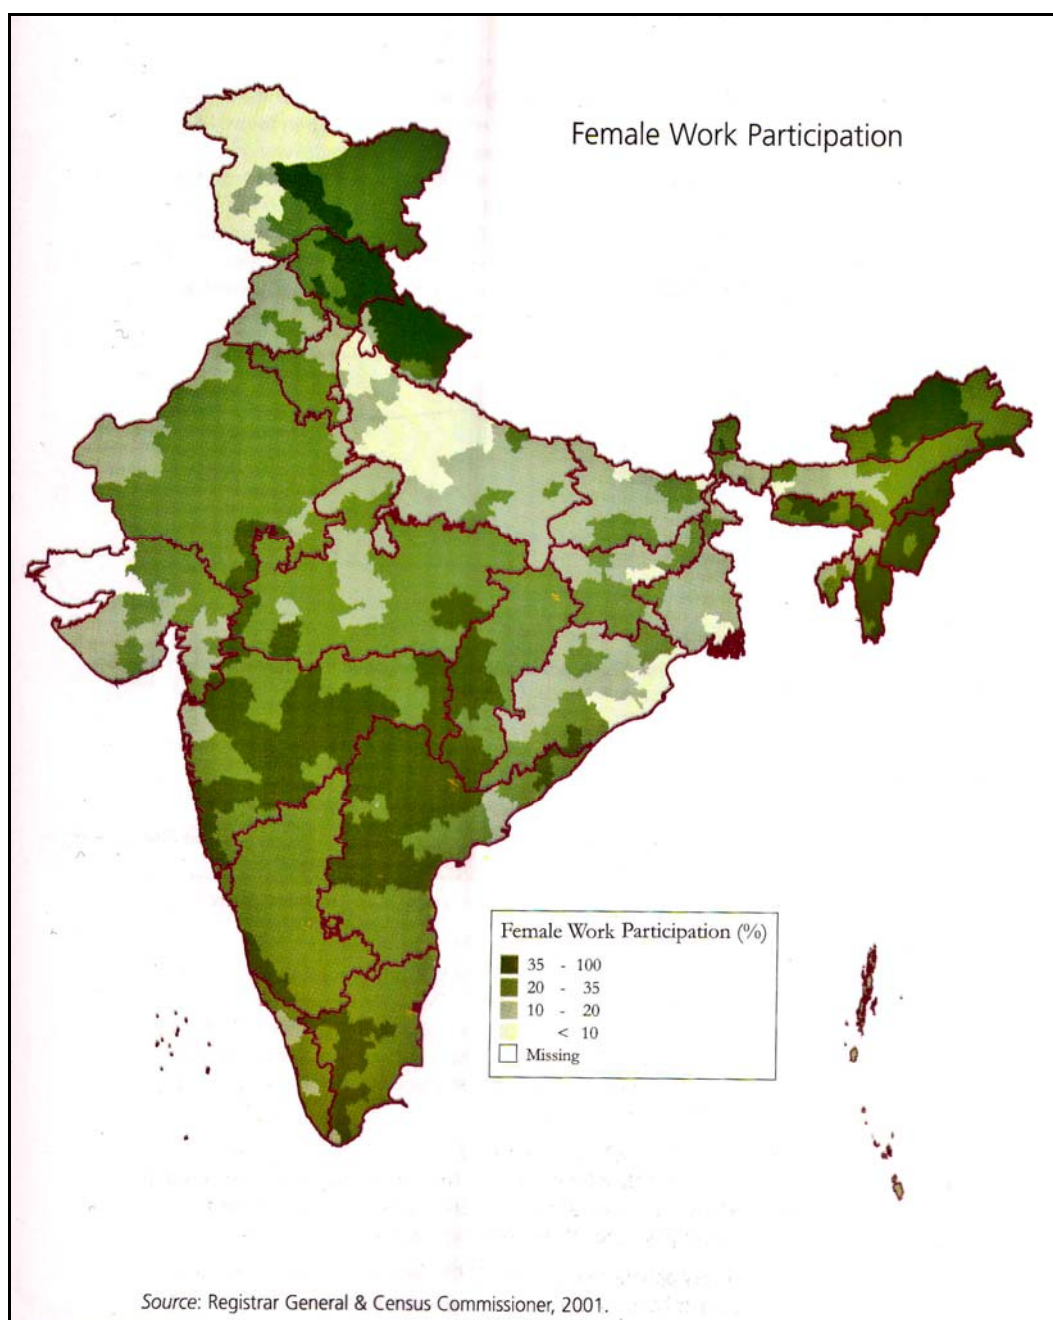 Female Work Participation
Female Work Participation (%)
35 - 100
20 - 35
10 - 20
< 10
Missing
Source: Registrar General & Census Commissioner, 2001.